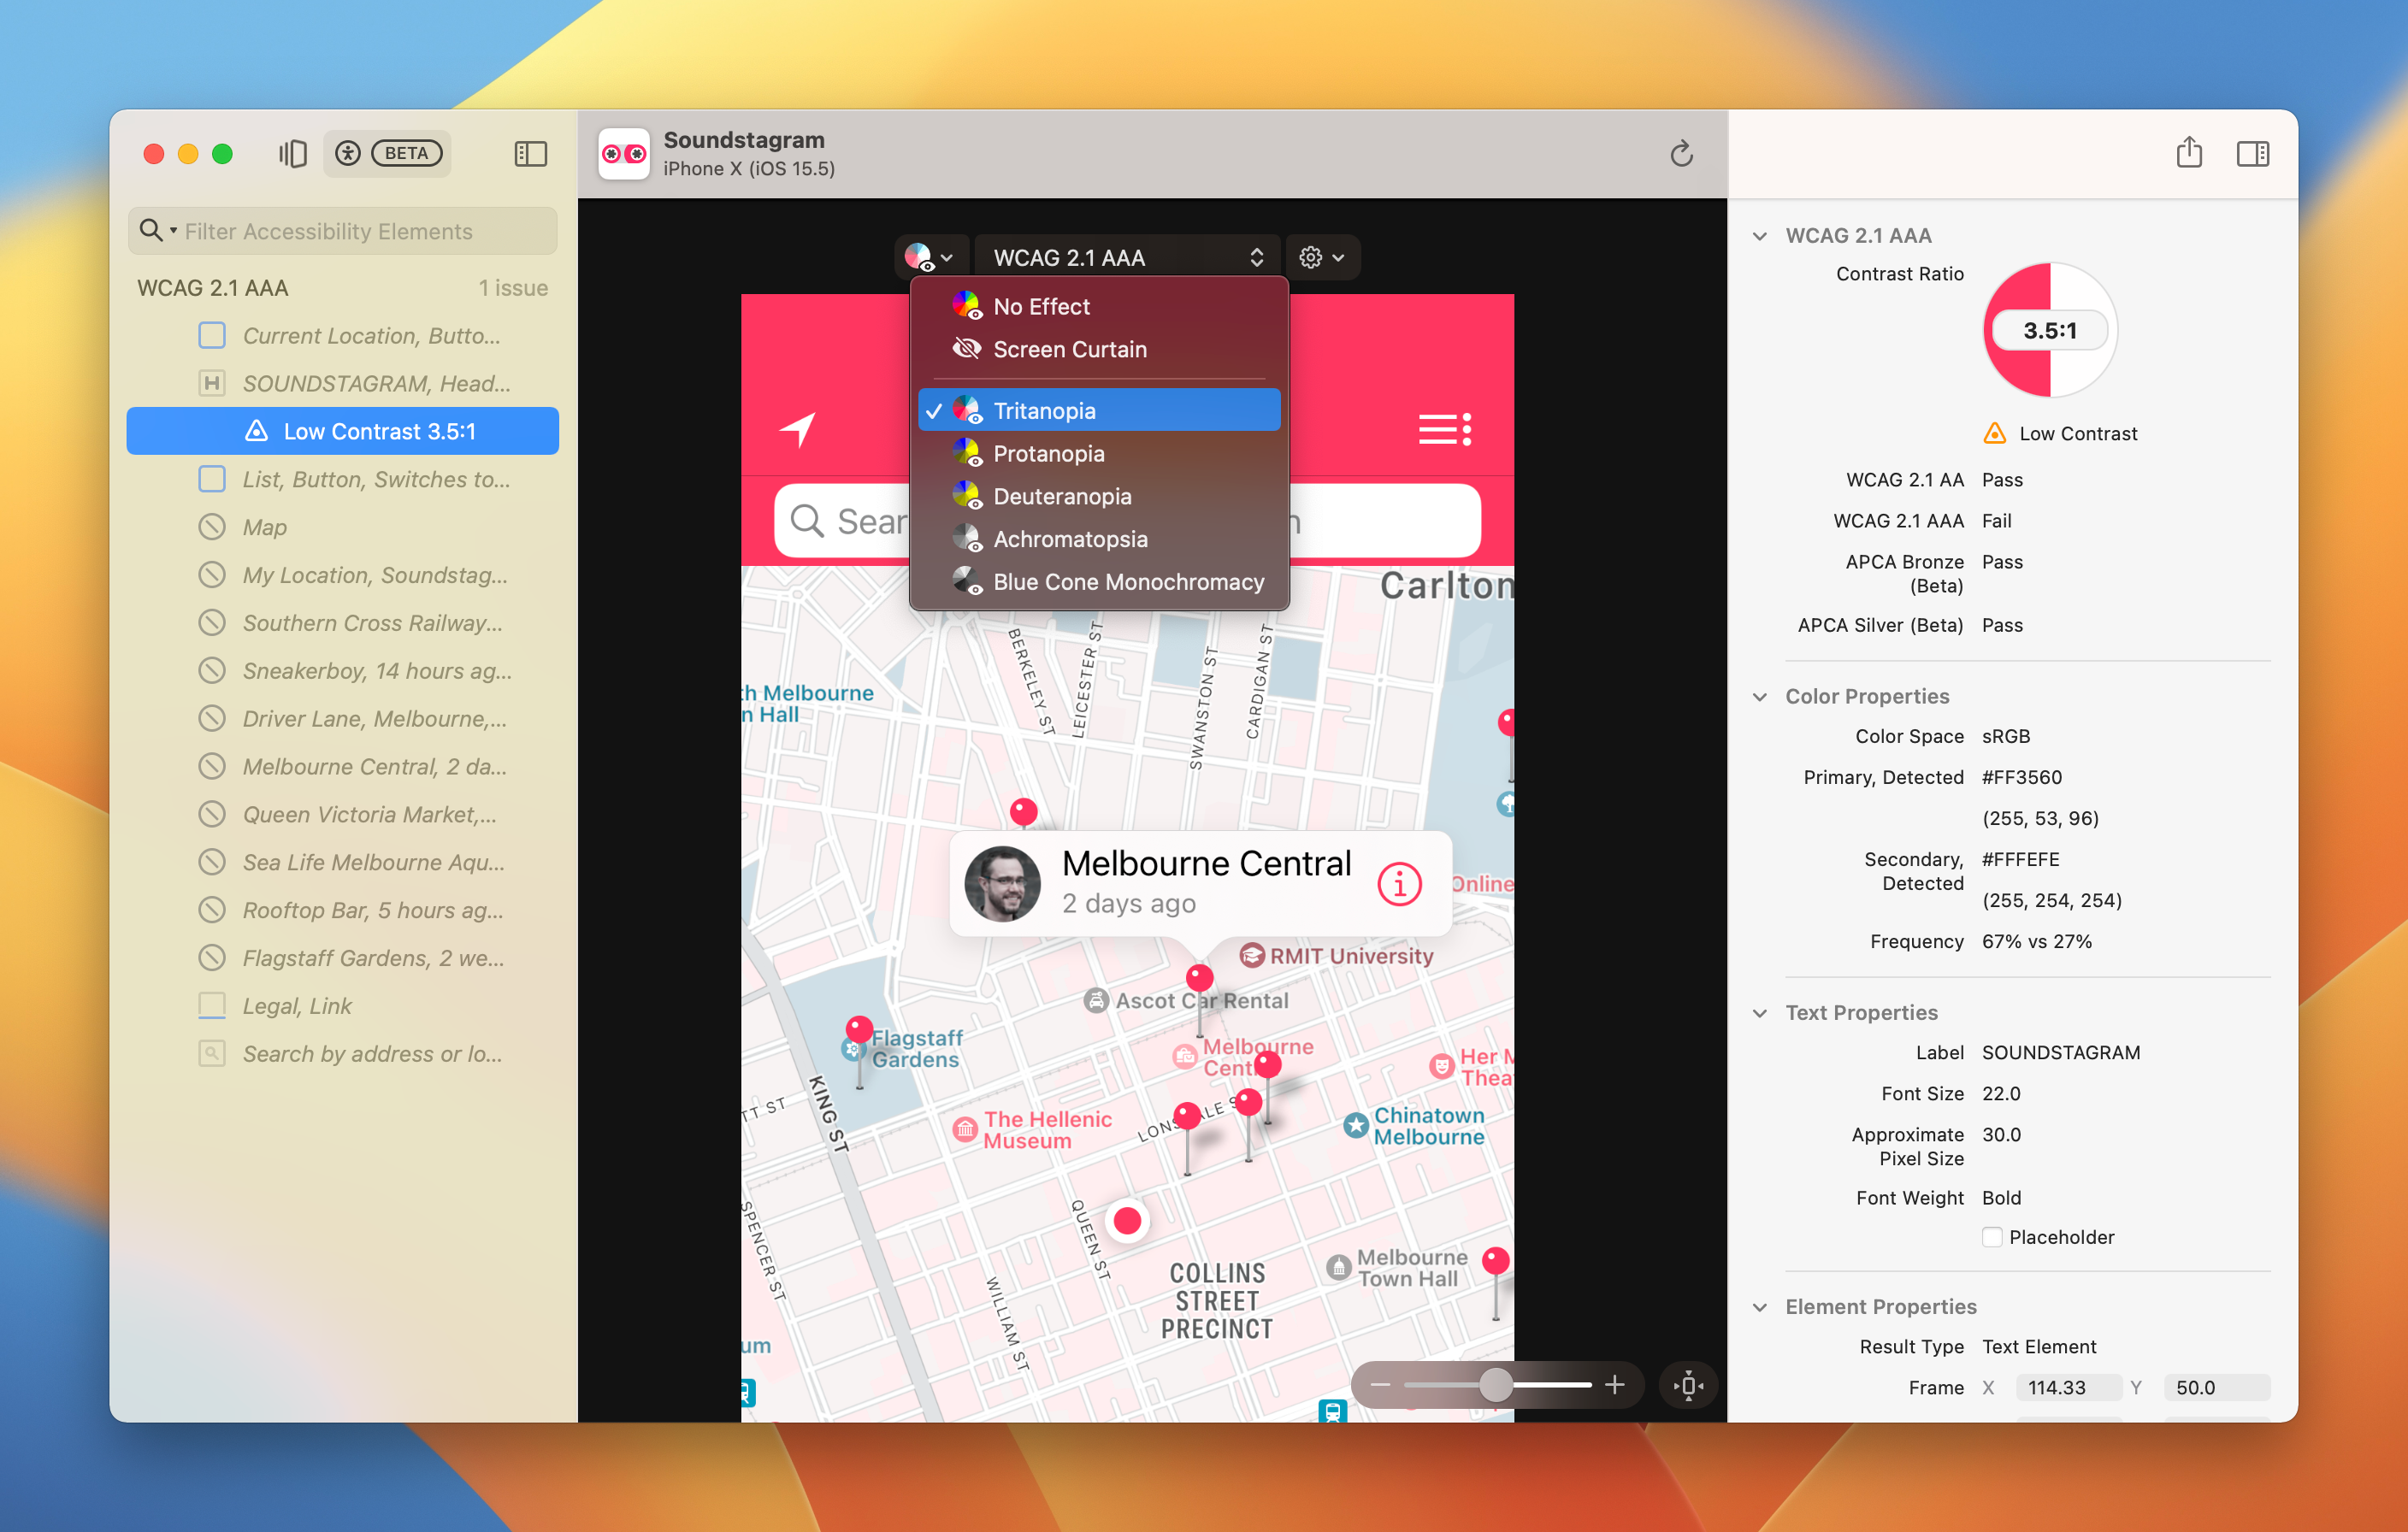 BETA
Filter Accessibility Elements
WCAG 2.1 AAA 1 issue
Current Location, Butto...
H SOUNDSTAGRAM, Head...
Low Contrast 3.5:1
List, Button, Switches to...
Map
My Location, Soundstag...
Southern Cross Railway...
Sneakerboy, 14 hours ag...
Driver Lane, Melbourne,...
Melbourne Central, 2 da...
Queen Victoria Market,...
Sea Life Melbourne Aqu...
Rooftop Bar, 5 hours ag...
Flagstaff Gardens, 2 we...
Legal, Link
Search by address or lo...
Soundstagram
iPhone X (iOS 15.5)
WCAG 2.1 AAA
No Effect
Screen Curtain
Tritanopia
Protanopia
Deuteranopia
Achromatopsia
Blue Cone Monochromacy
Sear
n
Carlton
BERKELEY ST
LEICESTER ST
SWANSTON ST
CARDIGAN ST
th Melbourne
n Hall
Melbourne Central
2 days ago
Online
RMIT University
Ascot Car Rental
Flagstaff
Gardens
Melbourne
Cent
Her M
Thea
KING ST
TT ST
The Hellenic
Museum
LONS ALE S
Chinatown
Melbourne
SPENCER ST
QUEEN ST
WILLIAM ST
COLLINS
STREET
PRECINCT
Melbourne
Town Hall
um
WCAG 2.1 AAA
Contrast Ratio
3.5:1
Low Contrast
WCAG 2.1 AA Pass
WCAG 2.1 AAA Fail
APCA Bronze Pass
(Beta)
APCA Silver (Beta) Pass
Color Properties
Color Space sRGB
Primary, Detected #FF3560
(255, 53, 96)
Secondary, #FFFEFE
Detected
(255, 254, 254)
Frequency 67% vs 27%
Text Properties
Label SOUNDSTAGRAM
Font Size 22.0
Approximate 30.0
Pixel Size
Font Weight Bold
Placeholder
Element Properties
Result Type Text Element
Frame X 114.33 Y 50.0